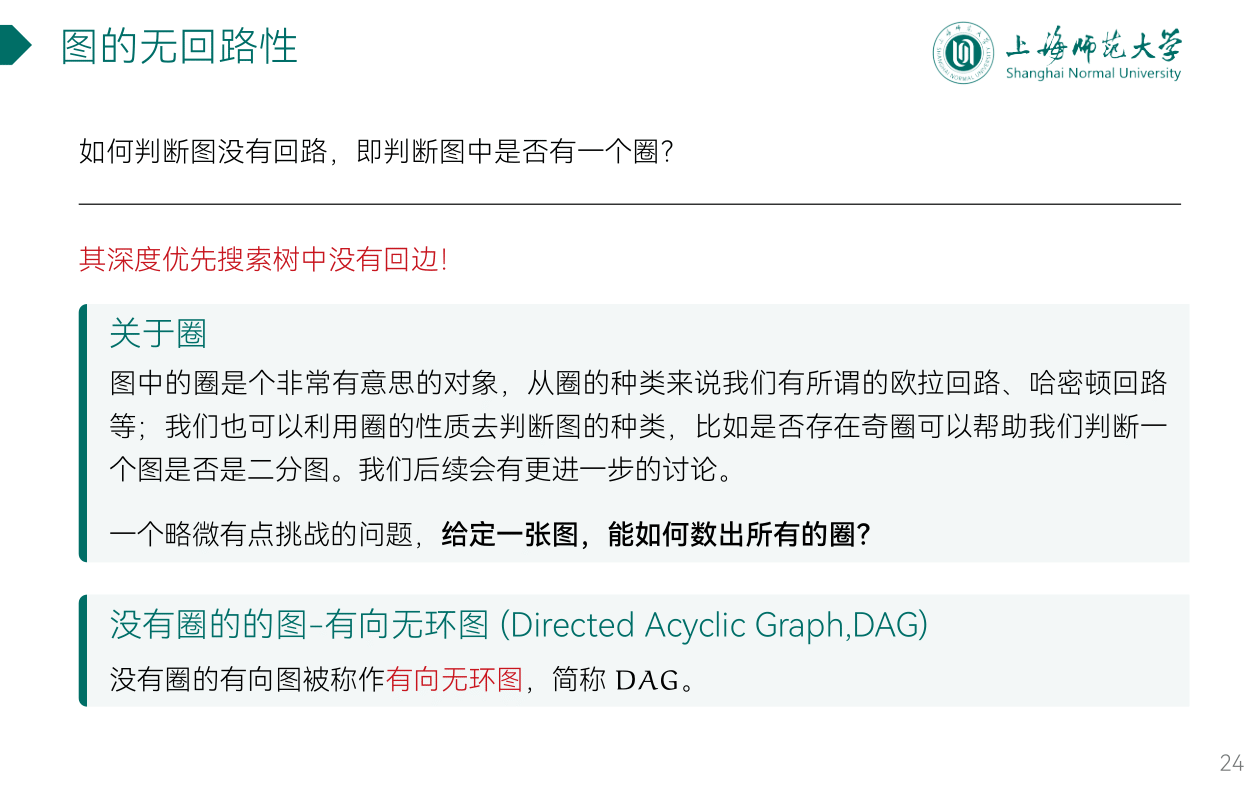 图的无回路性
上海师范大学
Shanghai Normal University
如何判断图没有回路，即判断图中是否有一个圈？
其深度优先搜索树中没有回边！
关于圈
图中的圈是个非常有意思的对象，从圈的种类来说我们有所谓的欧拉回路、哈密顿回路
等；我们也可以利用圈的性质去判断图的种类，比如是否存在奇圈可以帮助我们判断一
个图是否是二分图。我们后续会有更进一步的讨论。
一个略微有点挑战的问题，给定一张图，能如何数出所有的圈？
没有圈的的图-有向无环图 (Directed Acyclic Graph,DAG)
没有圈的有向图被称作有向无环图，简称 DAG。
24